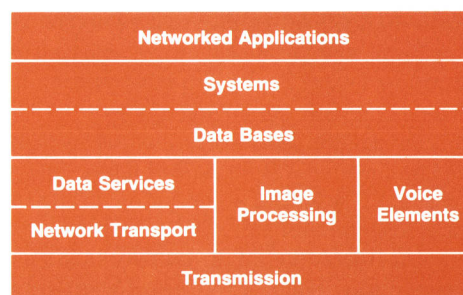 Networked Applications
Systems
Data Bases
Data Services
Network Transport
Image
Processing
Voice
Elements
Transmission